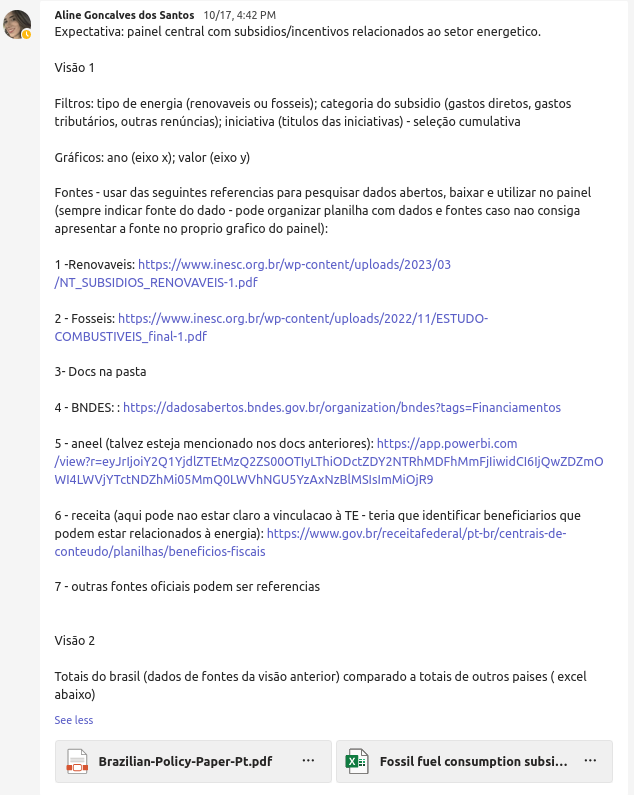 Aline Goncalves dos Santos 10/17, 4:42 PM
Expectativa: painel central com subsidios/incentivos relacionados ao setor energetico.
Visão 1
Filtros: tipo de energia (renovaveis ou fosseis); categoria do subsidio (gastos diretos, gastos
tributários, outras renúncias); iniciativa (titulos das iniciativas) - seleção cumulativa
Gráficos: ano (eixo x); valor (eixo y)
Fontes - usar das seguintes referencias para pesquisar dados abertos, baixar e utilizar no painel
(sempre indicar fonte do dado - pode organizar planilha com dados e fontes caso nao consiga
apresentar a fonte no proprio grafico do painel):
1 -Renovaveis: https://www.inesc.org.br/wp-content/uploads/2023/03
/NT_SUBSIDIOS_RENOVAVEIS-1.pdf
2 - Fosseis: https://www.inesc.org.br/wp-content/uploads/2022/11/ESTUDO-
COMBUSTIVEIS_final-1.pdf
3- Docs na pasta
4 - BNDES: : https://dadosabertos.bndes.gov.br/organization/bndes?tags=Financiamentos
5 - aneel (talvez esteja mencionado nos docs anteriores): https://app.powerbi.com
/view?r=eyJrIjoiY2Q1YjdlZTEtMzQ2ZS00OTIyLThiODctZDY2NTRhMDFhMmFjIiwidCI6IjQwZDZmO
WI4LWVjYTctNDZhMi05MmQ0LWVhNGU5YzAxNzBlMSIsImMiOjR9
6 - receita (aqui pode nao estar claro a vinculacao à TE - teria que identificar beneficiarios que
podem estar relacionados à energia): https://www.gov.br/receitafederal/pt-br/centrais-de-
conteudo/planilhas/beneficios-fiscais
7 - outras fontes oficiais podem ser referencias
Visão 2
Totais do brasil (dados de fontes da visão anterior) comparado a totais de outros paises ( excel
abaixo)
See less
Brazilian-Policy-Paper-Pt.pdf ... Fossil fuel consumption subsi... ...